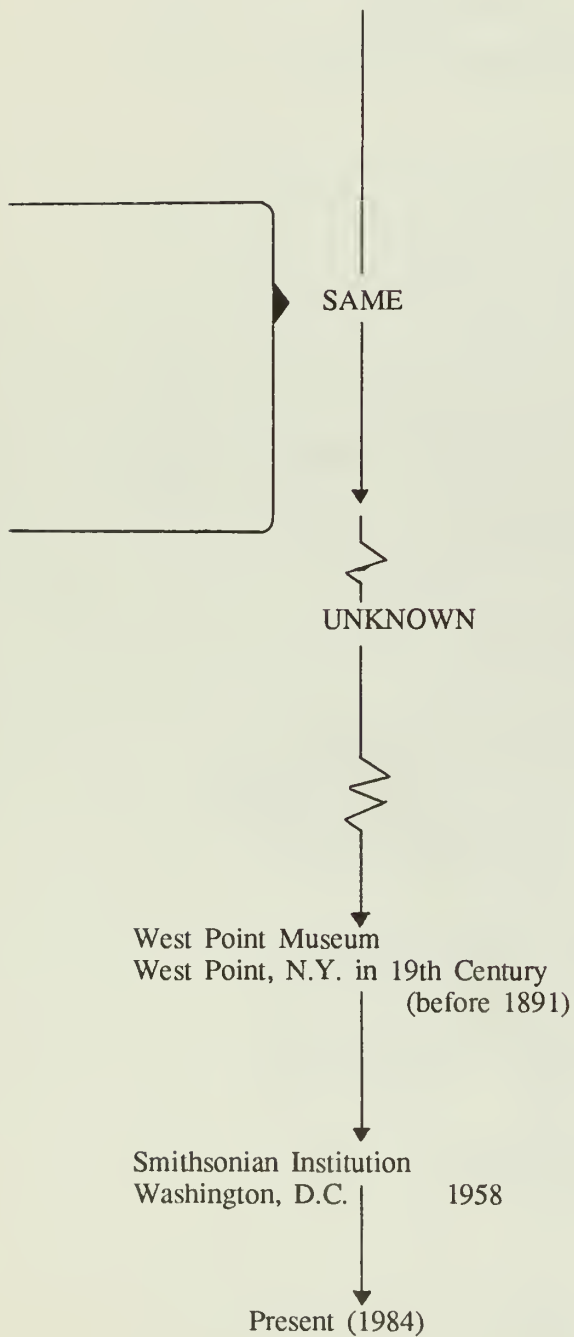 SAME
UNKNOWN
West Point Museum
West Point, N.Y. in 19th Century
(before 1891)
Smithsonian Institution
Washington, D.C. 1958
Present (1984)